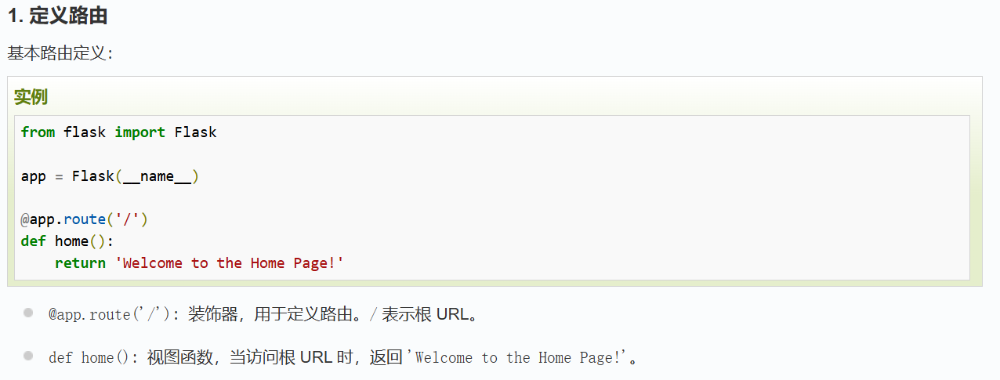 1. 定义路由
基本路由定义：
实例
from flask import Flask
app = Flask(__name__)
@app.route('/')
def home():
    return 'Welcome to the Home Page!'
@app.route('/')：装饰器，用于定义路由。/ 表示根 URL。
def home()：视图函数，当访问根 URL 时，返回 'Welcome to the Home Page!'。